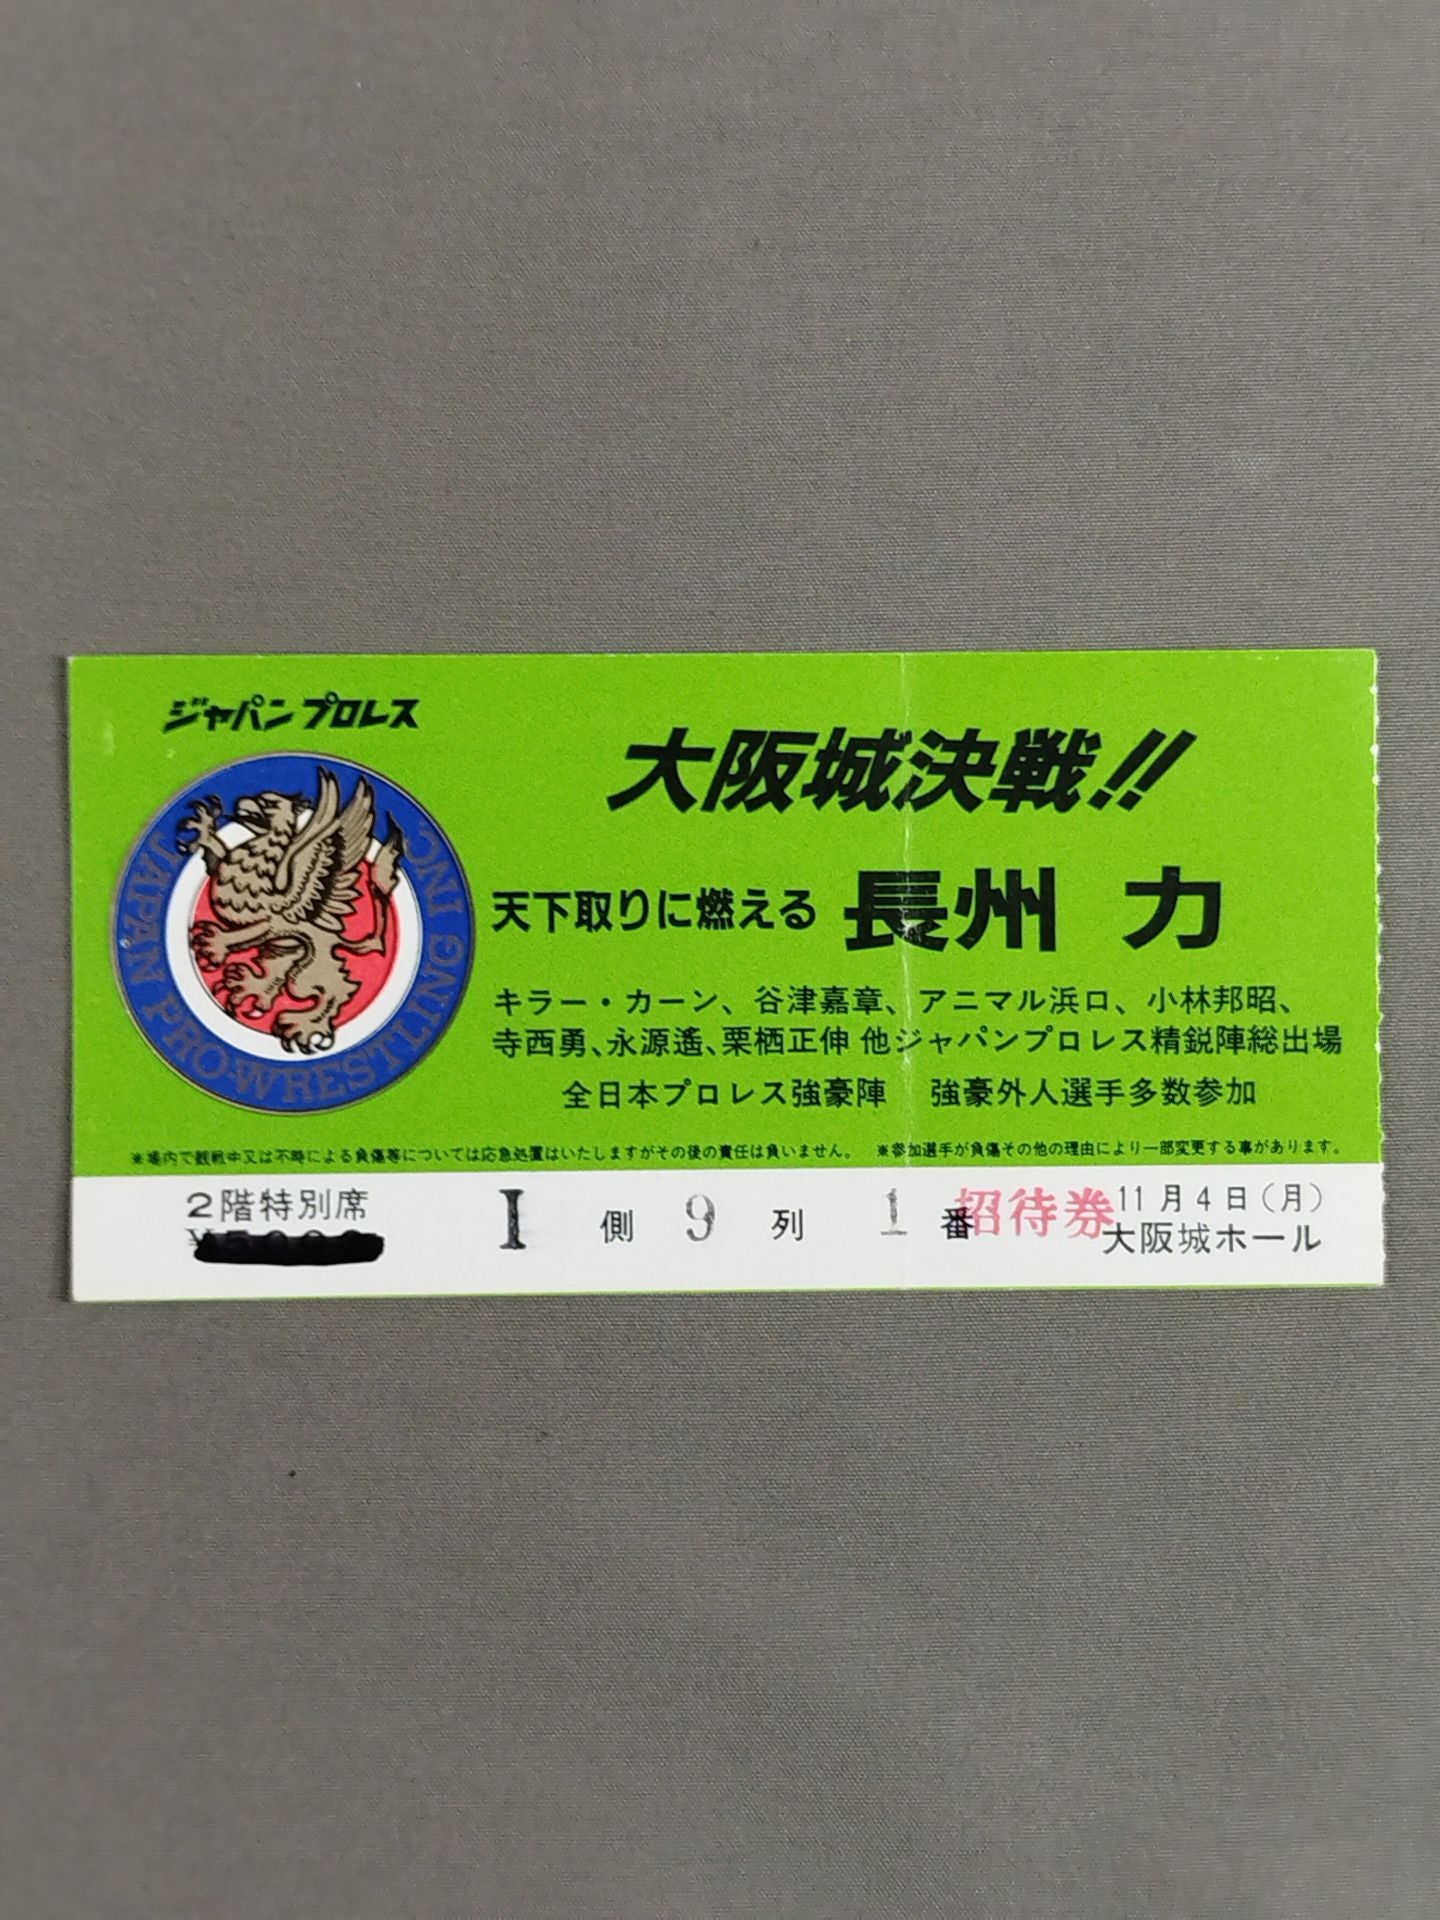 ジャパンプロレス
JAPAN PRO-WRESTLING INC.
大阪城決戦!!
天下取りに燃える 長州 力
キラー・カーン、谷津嘉章、アニマル浜口、小林邦昭、
寺西勇、永源遙、栗栖正伸 他ジャパンプロレス精鋭陣総出場
全日本プロレス強豪陣 強豪外人選手多数参加
※場内で観戦中又は不時による負傷等については応急処置はいたしますがその後の責任は負いません。 ※参加選手が負傷その他の理由により一部変更する事があります。
2階特別席 I 側 9 列 1 番 招待券 11月4日(月)
大阪城ホール